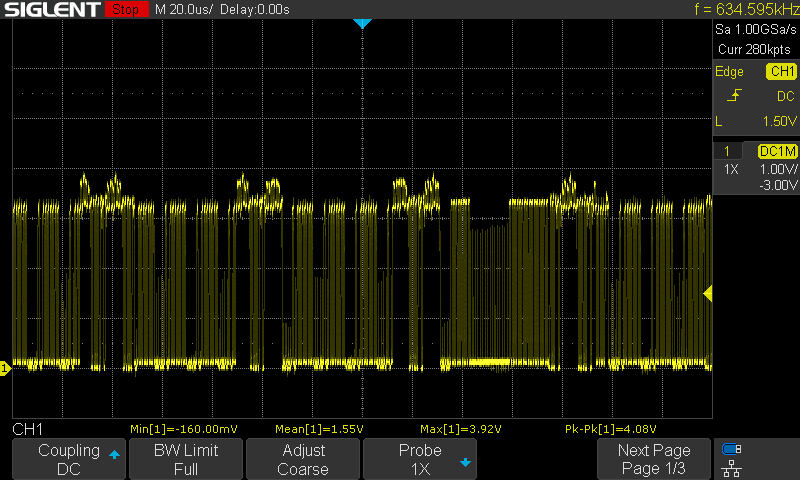 SIGLENT Stop M 20.0us/ Delay:0.00s f = 634.595kHz
Sa 1.00GSa/s
Curr 280kpts
Edge CH1
DC
L 1.50V
1 DC1M
1X 1.00V/
-3.00V
1
CH1 Min[1]=-160.00mV Mean[1]=1.55V Max[1]=3.92V Pk-Pk[1]=4.08V
Coupling BW Limit Adjust Probe Next Page
DC Full Coarse 1X Page 1/3